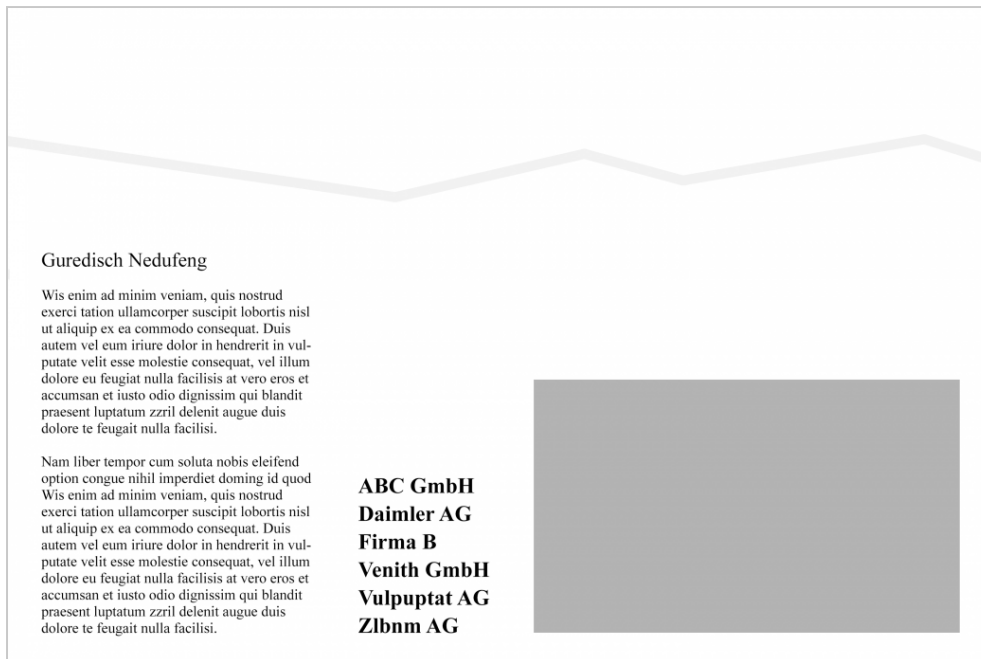 Guredisch Nedufeng
Wis enim ad minim veniam, quis nostrud
exerci tation ullamcorper suscipit lobortis nisl
ut aliquip ex ea commodo consequat. Duis
autem vel eum iriure dolor in hendrerit in vul-
putate velit esse molestie consequat, vel illum
dolore eu feugiat nulla facilisis at vero eros et
accumsan et iusto odio dignissim qui blandit
praesent luptatum zzril delenit augue duis
dolore te feugait nulla facilisi.
Nam liber tempor cum soluta nobis eleifend
option congue nihil imperdiet doming id quod
Wis enim ad minim veniam, quis nostrud
exerci tation ullamcorper suscipit lobortis nisl
ut aliquip ex ea commodo consequat. Duis
autem vel eum iriure dolor in hendrerit in vul-
putate velit esse molestie consequat, vel illum
dolore eu feugiat nulla facilisis at vero eros et
accumsan et iusto odio dignissim qui blandit
praesent luptatum zzril delenit augue duis
dolore te feugait nulla facilisi.
ABC GmbH
Daimler AG
Firma B
Venith GmbH
Vulpuptat AG
Zlbnm AG